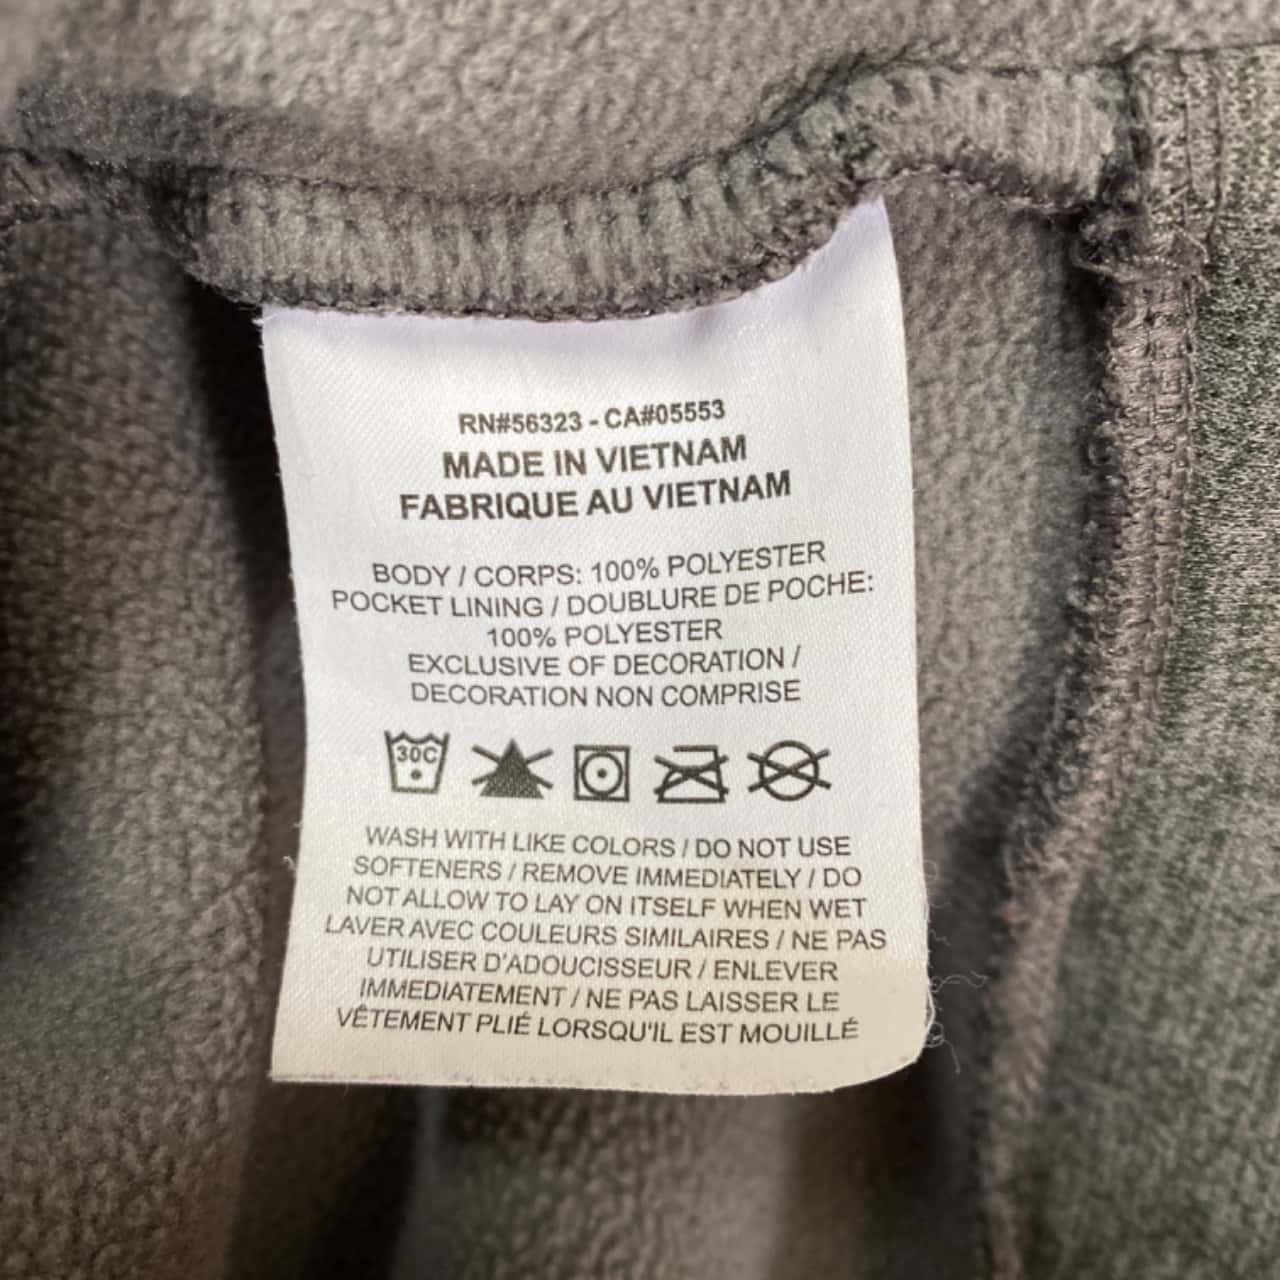 RN#56323 - CA#05553
MADE IN VIETNAM
FABRIQUE AU VIETNAM
BODY / CORPS: 100% POLYESTER
POCKET LINING / DOUBLURE DE POCHE:
100% POLYESTER
EXCLUSIVE OF DECORATION /
DECORATION NON COMPRISE
30C
WASH WITH LIKE COLORS / DO NOT USE
SOFTENERS / REMOVE IMMEDIATELY / DO
NOT ALLOW TO LAY ON ITSELF WHEN WET
LAVER AVEC COULEURS SIMILAIRES / NE PAS
UTILISER D'ADOUCISSEUR / ENLEVER
IMMEDIATEMENT / NE PAS LAISSER LE
VÊTEMENT PLIÉ LORSQU'IL EST MOUILLÉ